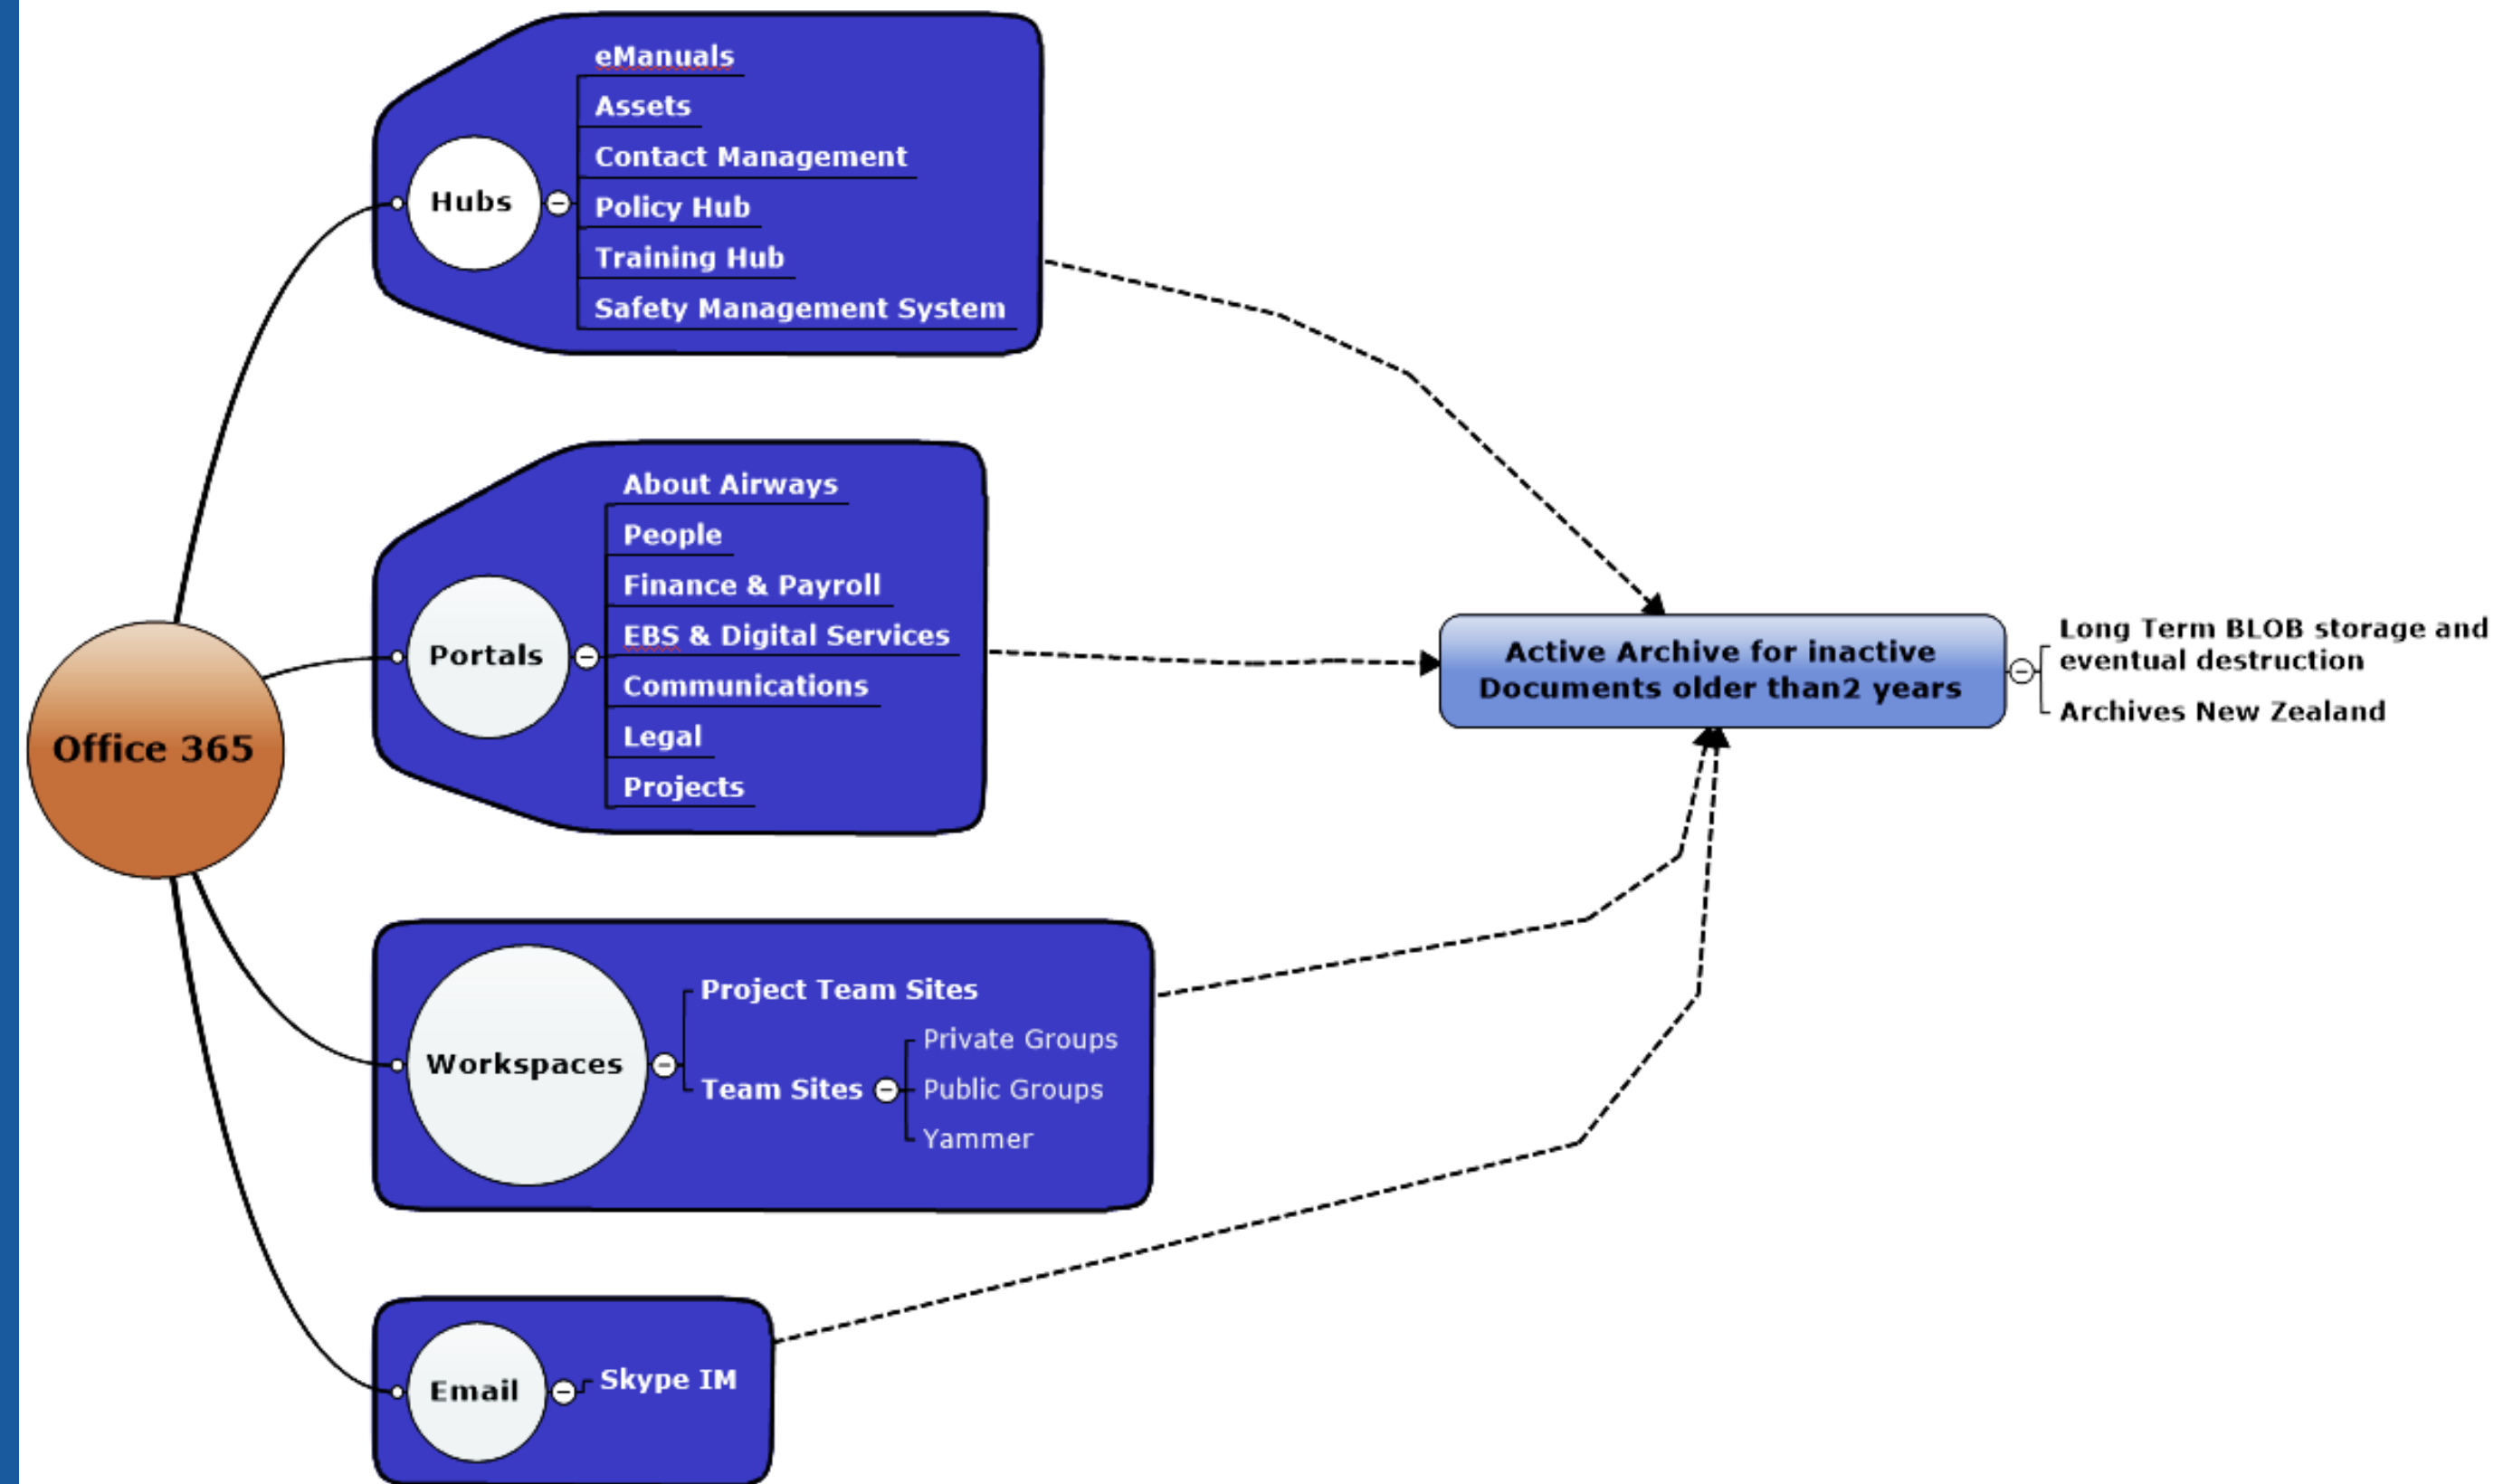 Office 365
Hubs
eManuals
Assets
Contact Management
Policy Hub
Training Hub
Safety Management System
Portals
About Airways
People
Finance & Payroll
EBS & Digital Services
Communications
Legal
Projects
Workspaces
Project Team Sites
Team Sites
Private Groups
Public Groups
Yammer
Email
Skype IM
Active Archive for inactive
Documents older than2 years
Long Term BLOB storage and
eventual destruction
Archives New Zealand